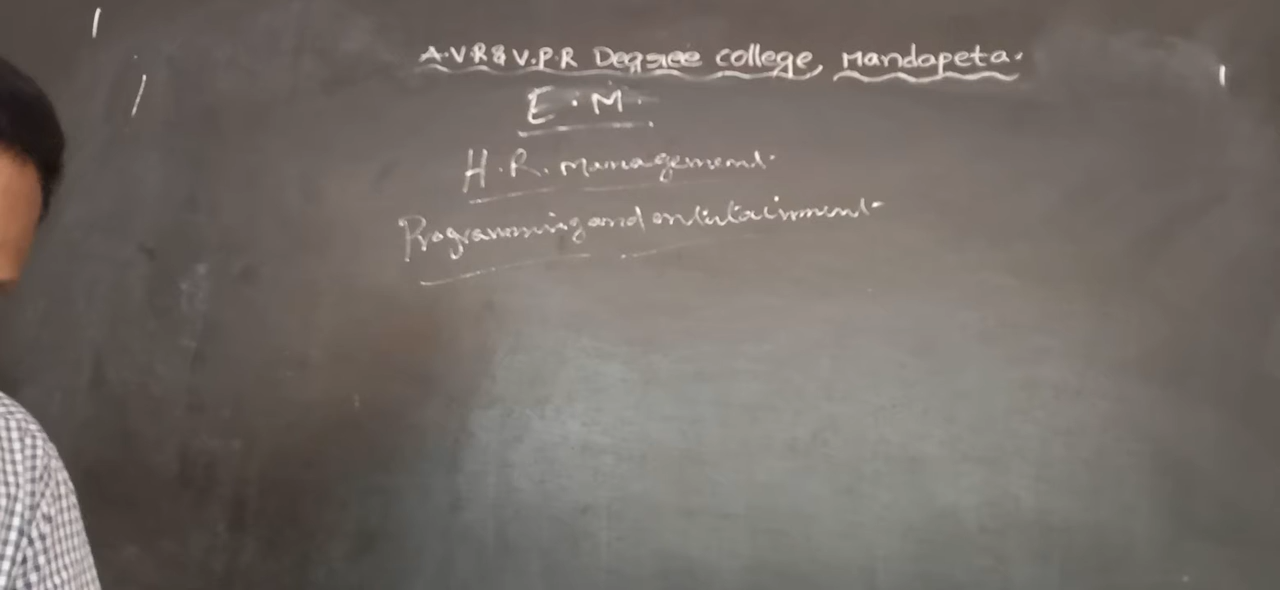 A.V.R & V.P.R Degree college, Mandapeta.
E.M.
H.R. Management.
Programming and entertainment.